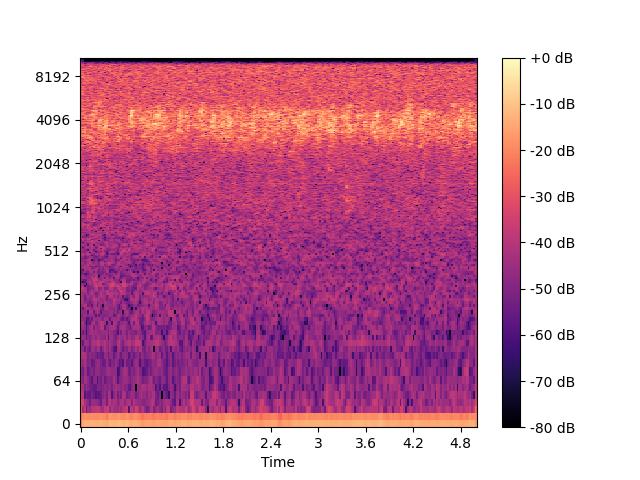 +0 dB
8192
-10 dB
4096
-20 dB
2048
-30 dB
1024
-40 dB
Hz
512
-50 dB
256
-60 dB
128
64
-70 dB
0
-80 dB
0 0.6 1.2 1.8 2.4 3 3.6 4.2 4.8
Time